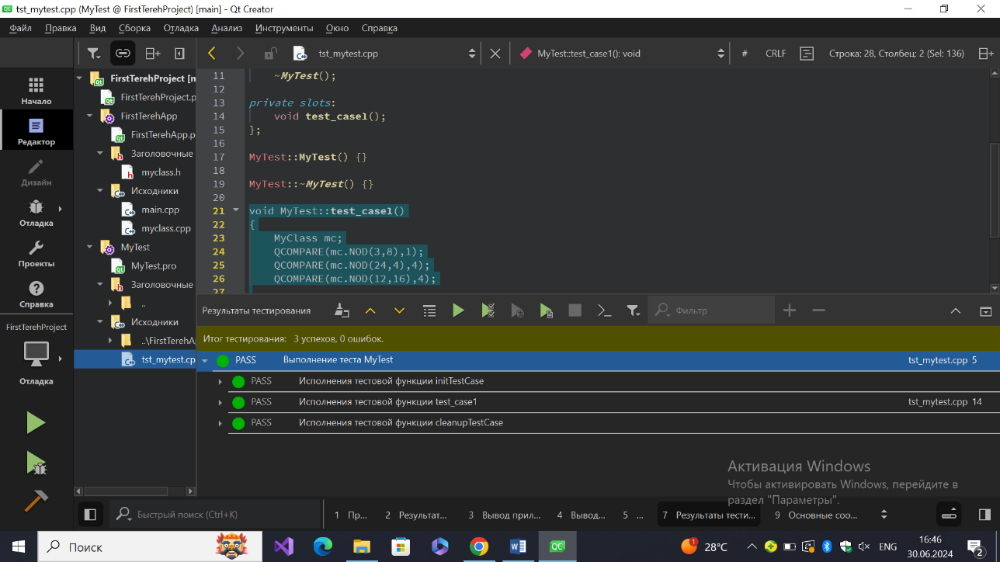 tst_mytest.cpp (MyTest @ FirstTerehProject) [main] - Qt Creator
Файл Правка Вид Сборка Отладка Анализ Инструменты Окно Справка
tst_mytest.cpp MyTest::test_case1(): void # CRLF Строка: 28, Столбец: 2 (Sel: 136)
Начало
Редактор
Дизайн
Отладка
Проекты
Справка
FirstTerehProject
Отладка
FirstTerehProject [m
FirstTerehProject.p
FirstTerehApp
FirstTerehApp.p
Заголовочные
myclass.h
Исходники
main.cpp
myclass.cpp
MyTest
MyTest.pro
Заголовочные
..
Исходники
..\FirstTerehA
tst_mytest.cp
11 ~MyTest();
12
13 private slots:
14 void test_case1();
15 };
16
17 MyTest::MyTest() {}
18
19 MyTest::~MyTest() {}
20
21 void MyTest::test_case1()
22 {
23 MyClass mc;
24 QCOMPARE(mc.NOD(3,8),1);
25 QCOMPARE(mc.NOD(24,4),4);
26 QCOMPARE(mc.NOD(12,16),4);
27
Результаты тестирования Фильтр
Итог тестирования: 3 успехов, 0 ошибок.
PASS Выполнение теста MyTest tst_mytest.cpp 5
PASS Исполнения тестовой функции initTestCase
PASS Исполнения тестовой функции test_case1 tst_mytest.cpp 14
PASS Исполнения тестовой функции cleanupTestCase
Активация Windows
Чтобы активировать Windows, перейдите в
раздел "Параметры".
Быстрый поиск (Ctrl+K) 1 Пр... 2 Результат... 3 Вывод прил... 4 Вывод... 5 ... 7 Результаты тести... 9 Основные соо...
Поиск 1 28°C ENG 16:46
30.06.2024 2